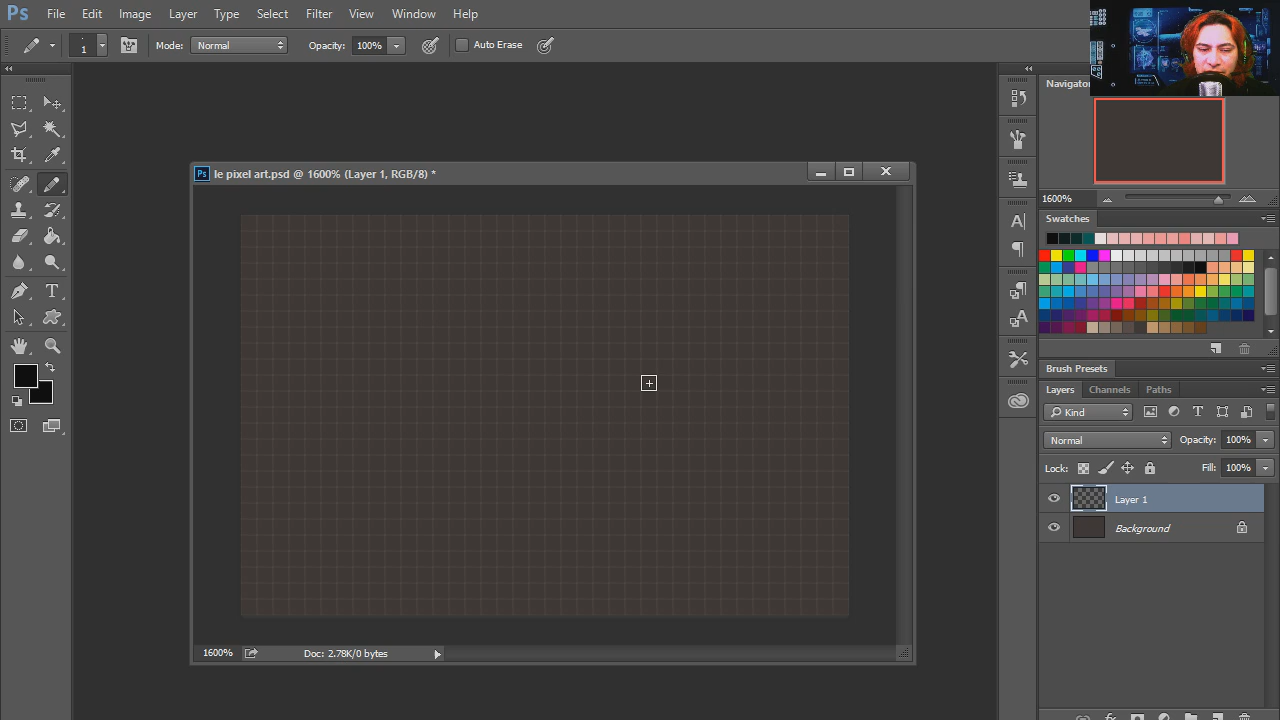 Ps File Edit Image Layer Type Select Filter 3D View Window Help
1 Mode: Normal Opacity: 100% Auto Erase
Ps le pixel art.psd @ 1600% (Layer 1, RGB/8) *
1600% Doc: 2.78K/0 bytes
Navigator
1600%
Swatches
Brush Presets
Layers Channels Paths
Kind
Normal Opacity: 100%
Lock: Fill: 100%
Layer 1
Background